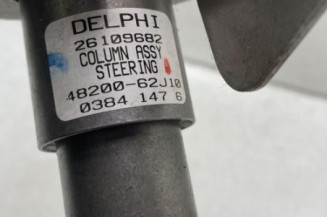 DELPHI
26109682
COLUMN ASSY
STEERING
48200-62J10
0384 147 6